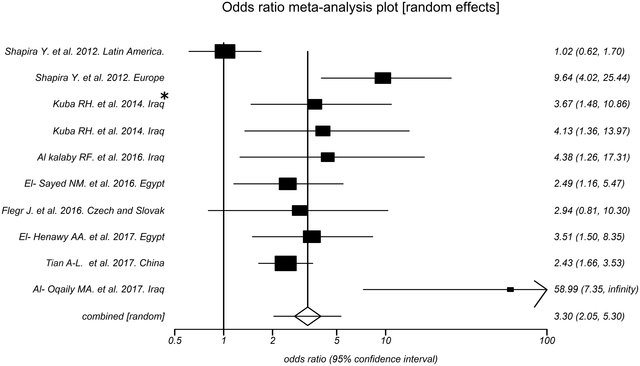 Odds ratio meta-analysis plot [random effects]
Shapira Y. et al. 2012. Latin America. 1.02 (0.62, 1.70)
Shapira Y. et al. 2012. Europe 9.64 (4.02, 25.44)
Kuba RH. et al. 2014. Iraq* 3.67 (1.48, 10.86)
Kuba RH. et al. 2014. Iraq 4.13 (1.36, 13.97)
Al kalaby RF. et al. 2016. Iraq 4.38 (1.26, 17.31)
El- Sayed NM. et al. 2016. Egypt 2.49 (1.16, 5.47)
Flegr J. et al. 2016. Czech and Slovak 2.94 (0.81, 10.30)
El- Henawy AA. et al. 2017. Egypt 3.51 (1.50, 8.35)
Tian A-L. et al. 2017. China 2.43 (1.66, 3.53)
Al- Oqaily MA. et al. 2017. Iraq 58.99 (7.35, infinity)
combined [random] 3.30 (2.05, 5.30)
0.5 1 2 5 10 100
odds ratio (95% confidence interval)